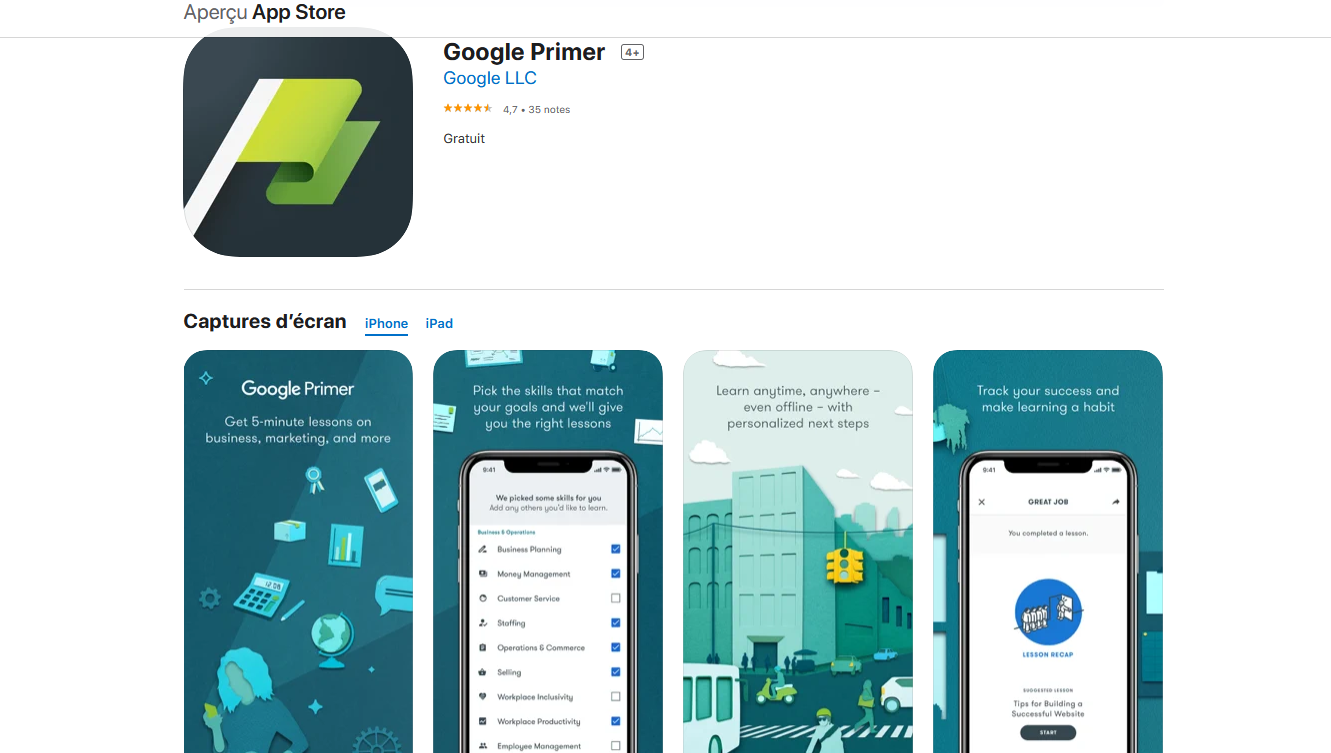 Aperçu App Store
Google Primer 4+
Google LLC
4,7 • 35 notes
Gratuit
Captures d’écran iPhone iPad
Google Primer
Get 5-minute lessons on
business, marketing, and more
12:08
Pick the skills that match
your goals and we'll give
you the right lessons
9:41
We picked some skills for you
Add any others you'd like to learn.
Business & Operations
Business Planning
Money Management
Customer Service
Staffing
Operations & Commerce
Selling
Workplace Inclusivity
Workplace Productivity
Employee Management
Learn anytime, anywhere –
even offline – with
personalized next steps
Track your success and
make learning a habit
9:41
GREAT JOB
You completed a lesson.
LESSON RECAP
SUGGESTED LESSON
Tips for Building a
Successful Website
START